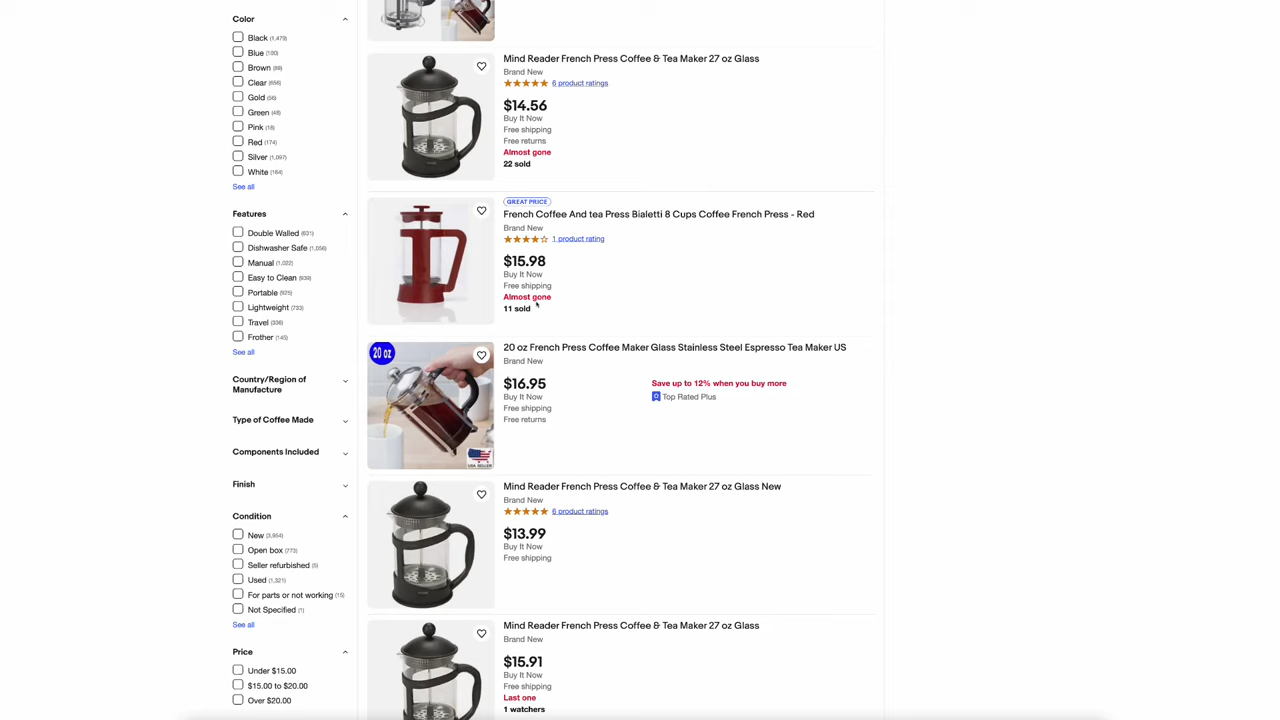 Color
Black (1,479)
Blue (100)
Brown (89)
Clear (656)
Gold (56)
Green (48)
Pink (18)
Red (174)
Silver (1,097)
White (164)
See all
Features
Double Walled (631)
Dishwasher Safe (1,056)
Manual (1,022)
Easy to Clean (939)
Portable (925)
Lightweight (733)
Travel (336)
Frother (145)
See all
Country/Region of
Manufacture
Type of Coffee Made
Components Included
Finish
Condition
New (3,954)
Open box (773)
Seller refurbished (5)
Used (1,321)
For parts or not working (15)
Not Specified (1)
See all
Price
Under $15.00
$15.00 to $20.00
Over $20.00
Mind Reader French Press Coffee & Tea Maker 27 oz Glass
Brand New
6 product ratings
$14.56
Buy It Now
Free shipping
Free returns
Almost gone
22 sold
GREAT PRICE
French Coffee And tea Press Bialetti 8 Cups Coffee French Press - Red
Brand New
1 product rating
$15.98
Buy It Now
Free shipping
Almost gone
11 sold
20 oz
20 oz French Press Coffee Maker Glass Stainless Steel Espresso Tea Maker US
Brand New
$16.95
Save up to 12% when you buy more
Buy It Now
Top Rated Plus
Free shipping
Free returns
USA SELLER
Mind Reader French Press Coffee & Tea Maker 27 oz Glass New
Brand New
6 product ratings
$13.99
Buy It Now
Free shipping
Mind Reader French Press Coffee & Tea Maker 27 oz Glass
Brand New
$15.91
Buy It Now
Free shipping
Last one
1 watchers